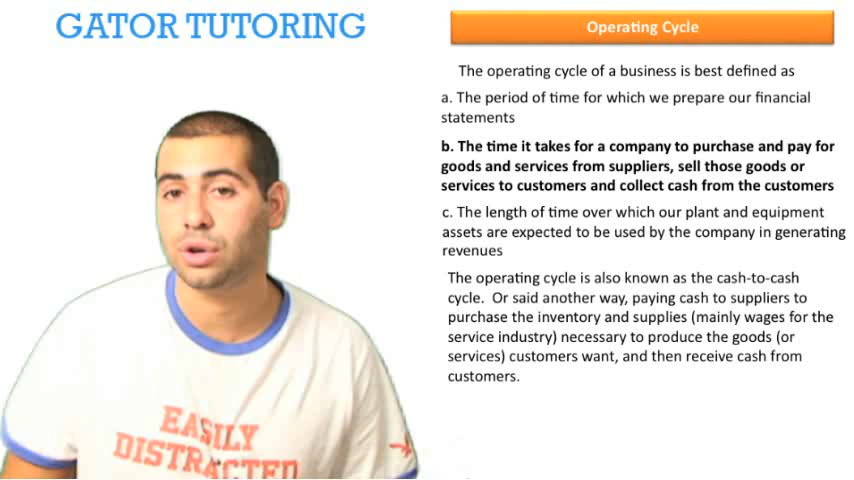 GATOR TUTORING
Operating Cycle
The operating cycle of a business is best defined as
a. The period of time for which we prepare our financial
statements
b. The time it takes for a company to purchase and pay for
goods and services from suppliers, sell those goods or
services to customers and collect cash from the customers
c. The length of time over which our plant and equipment
assets are expected to be used by the company in generating
revenues
The operating cycle is also known as the cash-to-cash
cycle. Or said another way, paying cash to suppliers to
purchase the inventory and supplies (mainly wages for the
service industry) necessary to produce the goods (or
services) customers want, and then receive cash from
customers.
EASILY
DISTRACTED